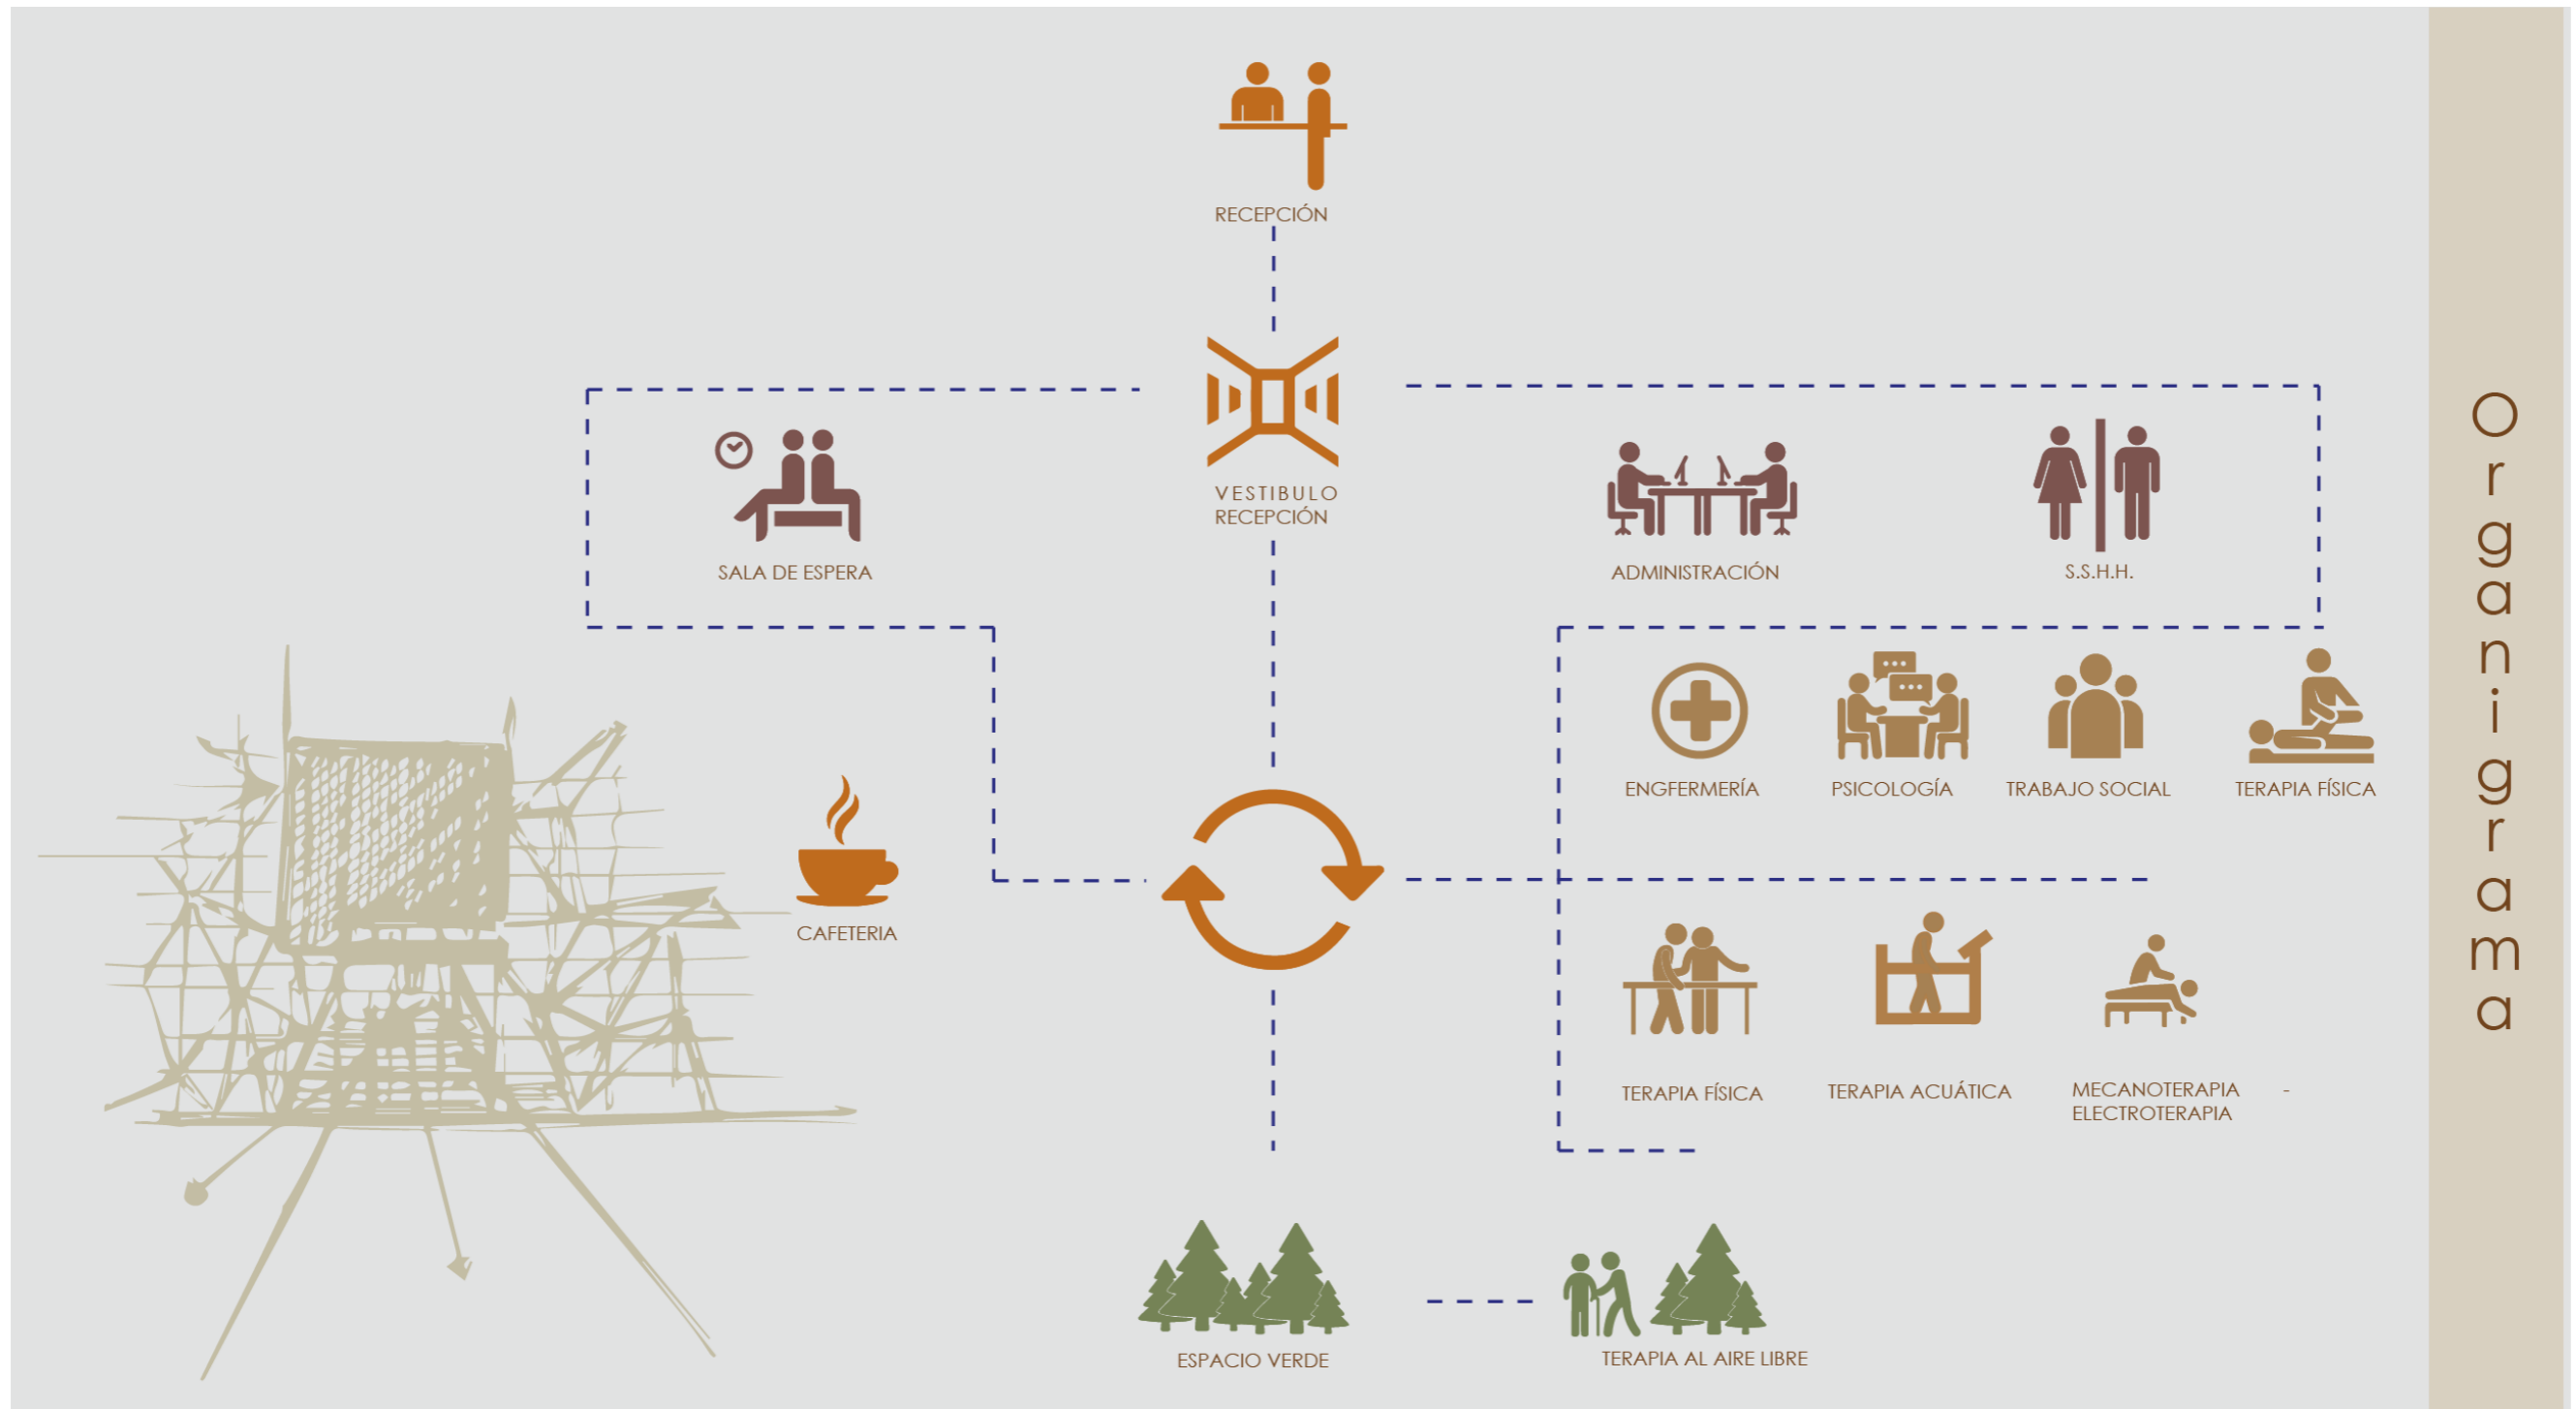 RECEPCIÓN
VESTIBULO
RECEPCIÓN
SALA DE ESPERA
ADMINISTRACIÓN
S.S.H.H.
ENGFERMERÍA
PSICOLOGÍA
TRABAJO SOCIAL
TERAPIA FÍSICA
CAFETERIA
TERAPIA FÍSICA
TERAPIA ACUÁTICA
MECANOTERAPIA -
ELECTROTERAPIA
ESPACIO VERDE
TERAPIA AL AIRE LIBRE
Organigrama